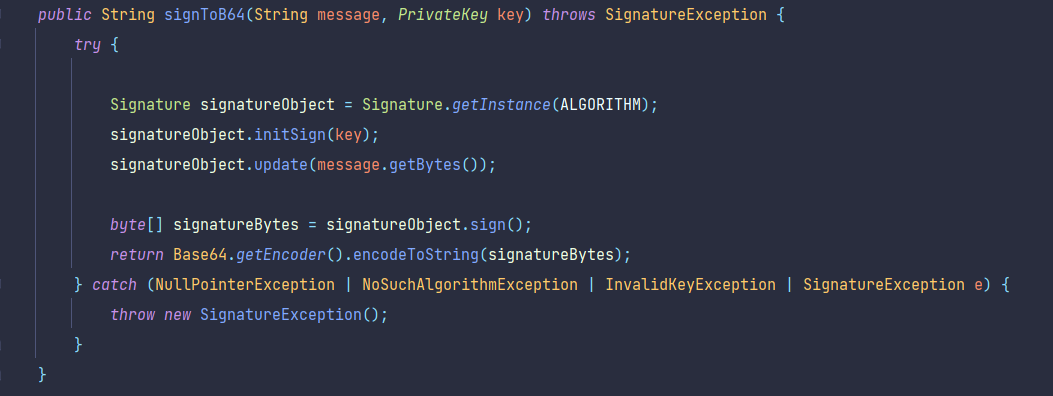 public String signToB64(String message, PrivateKey key) throws SignatureException {
try {
Signature signatureObject = Signature.getInstance(ALGORITHM);
signatureObject.initSign(key);
signatureObject.update(message.getBytes());
byte[] signatureBytes = signatureObject.sign();
return Base64.getEncoder().encodeToString(signatureBytes);
} catch (NullPointerException | NoSuchAlgorithmException | InvalidKeyException | SignatureException e) {
throw new SignatureException();
}
}